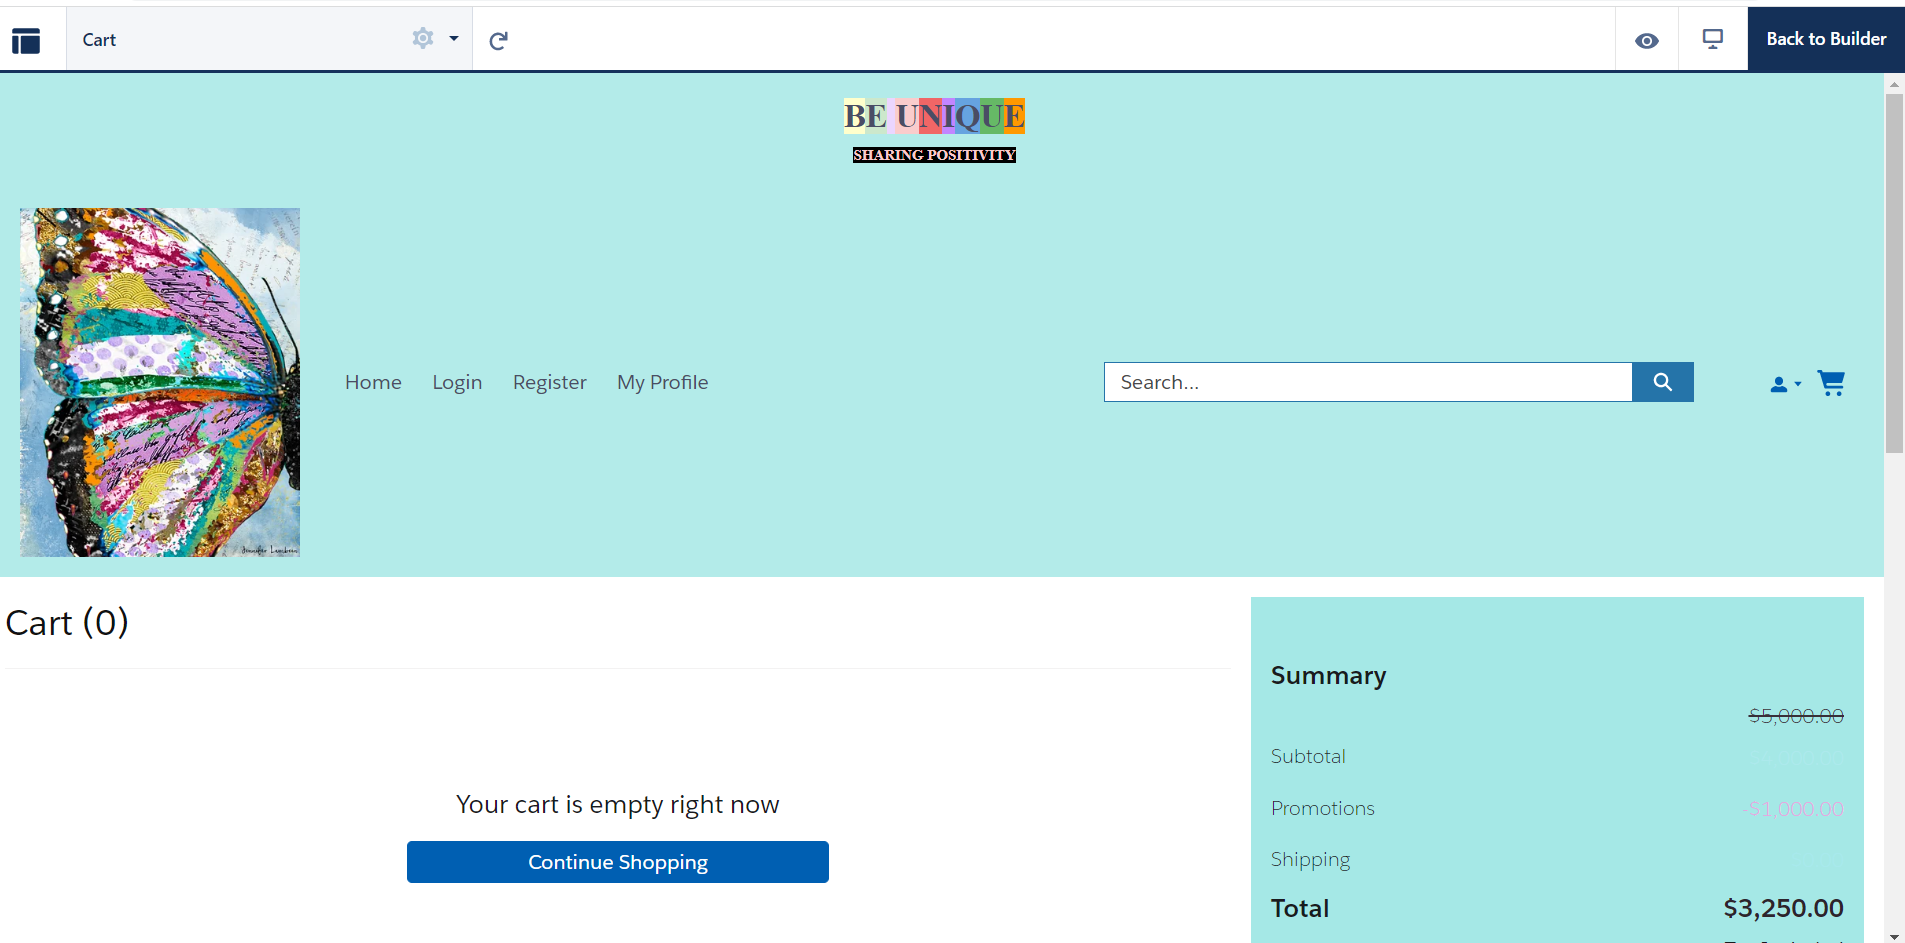 Cart
Back to Builder
BE UNIQUE
SHARING POSITIVITY
Home Login Register My Profile
Search...
Cart (0)
Summary
$5,000.00
Subtotal
Promotions -$1,000.00
Shipping
Your cart is empty right now
Continue Shopping
Total $3,250.00